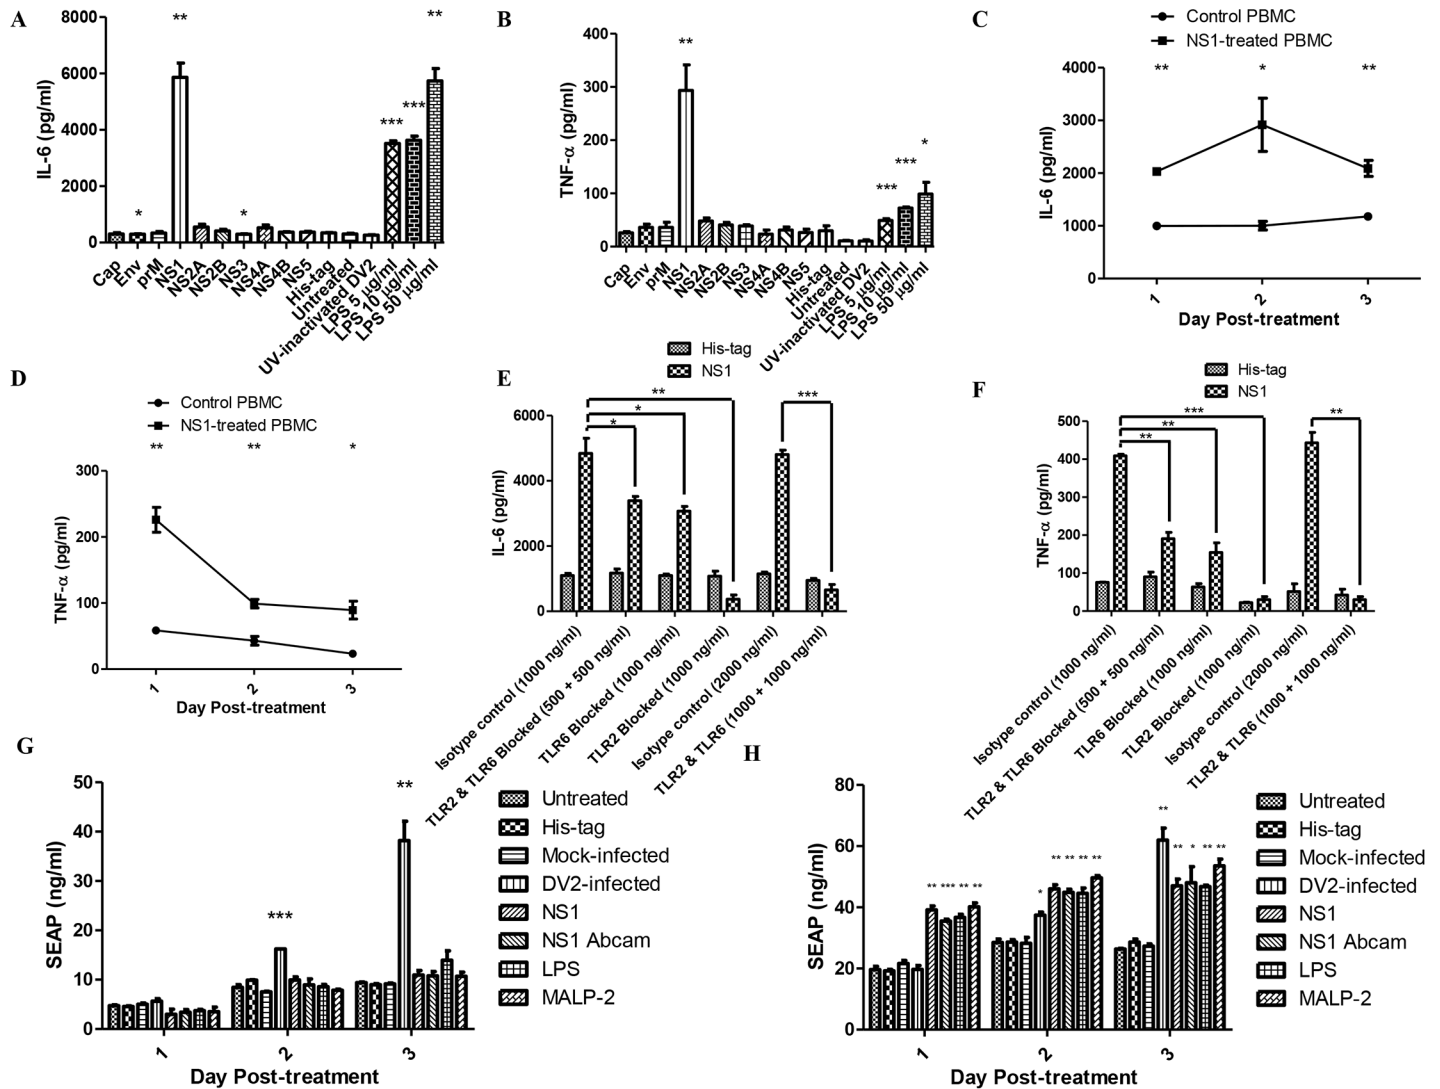 A
IL-6 (pg/ml)
8000
6000
4000
2000
0
**
*
*
***
***
**
Cap
Env
prM
NS1
NS2A
NS2B
NS3
NS4A
NS4B
NS5
His-tag
Untreated
UV-inactivated DV2
LPS 5 μg/ml
LPS 10 μg/ml
LPS 50 μg/ml
B
TNF-α (pg/ml)
400
300
200
100
0
**
***
***
*
Cap
Env
prM
NS1
NS2A
NS2B
NS3
NS4A
NS4B
NS5
His-tag
Untreated
UV-inactivated DV2
LPS 5 μg/ml
LPS 10 μg/ml
LPS 50 μg/ml
C
Control PBMC
NS1-treated PBMC
IL-6 (pg/ml)
4000
3000
2000
1000
0
**
*
**
1
2
3
Day Post-treatment
D
Control PBMC
NS1-treated PBMC
TNF-α (pg/ml)
300
200
100
0
**
**
*
1
2
3
Day Post-treatment
E
His-tag
NS1
IL-6 (pg/ml)
6000
4000
2000
0
**
*
*
***
Isotype control (1000 ng/ml)
TLR2 & TLR6 Blocked (500 + 500 ng/ml)
TLR6 Blocked (1000 ng/ml)
TLR2 Blocked (1000 ng/ml)
Isotype control (2000 ng/ml)
TLR2 & TLR6 (1000 + 1000 ng/ml)
F
His-tag
NS1
TNF-α (pg/ml)
500
400
300
200
100
0
***
**
**
**
Isotype control (1000 ng/ml)
TLR2 & TLR6 Blocked (500 + 500 ng/ml)
TLR6 Blocked (1000 ng/ml)
TLR2 Blocked (1000 ng/ml)
Isotype control (2000 ng/ml)
TLR2 & TLR6 (1000 + 1000 ng/ml)
G
SEAP (ng/ml)
50
40
30
20
10
0
***
**
1
2
3
Day Post-treatment
Untreated
His-tag
Mock-infected
DV2-infected
NS1
NS1 Abcam
LPS
MALP-2
H
SEAP (ng/ml)
80
60
40
20
0
** *** ** **
* ** ** ** **
** ** * ** **
1
2
3
Day Post-treatment
Untreated
His-tag
Mock-infected
DV2-infected
NS1
NS1 Abcam
LPS
MALP-2